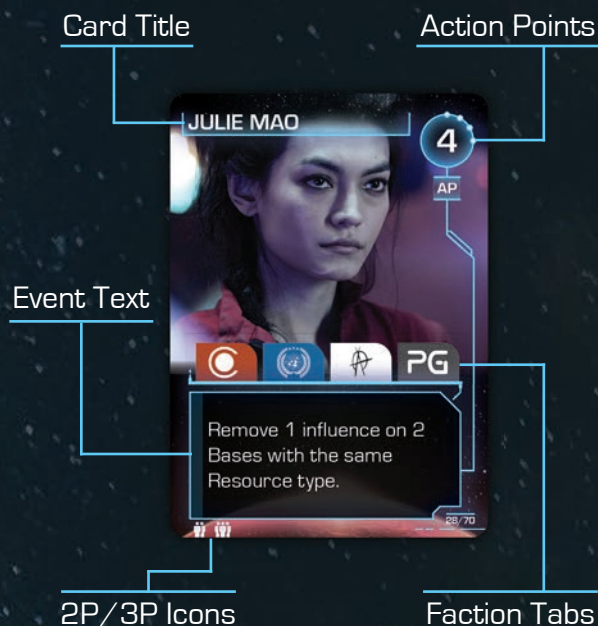 Card Title
Action Points
JULIE MAO
4
AP
Event Text
PG
Remove 1 influence on 2
Bases with the same
Resource type.
28/70
2P/3P Icons
Faction Tabs